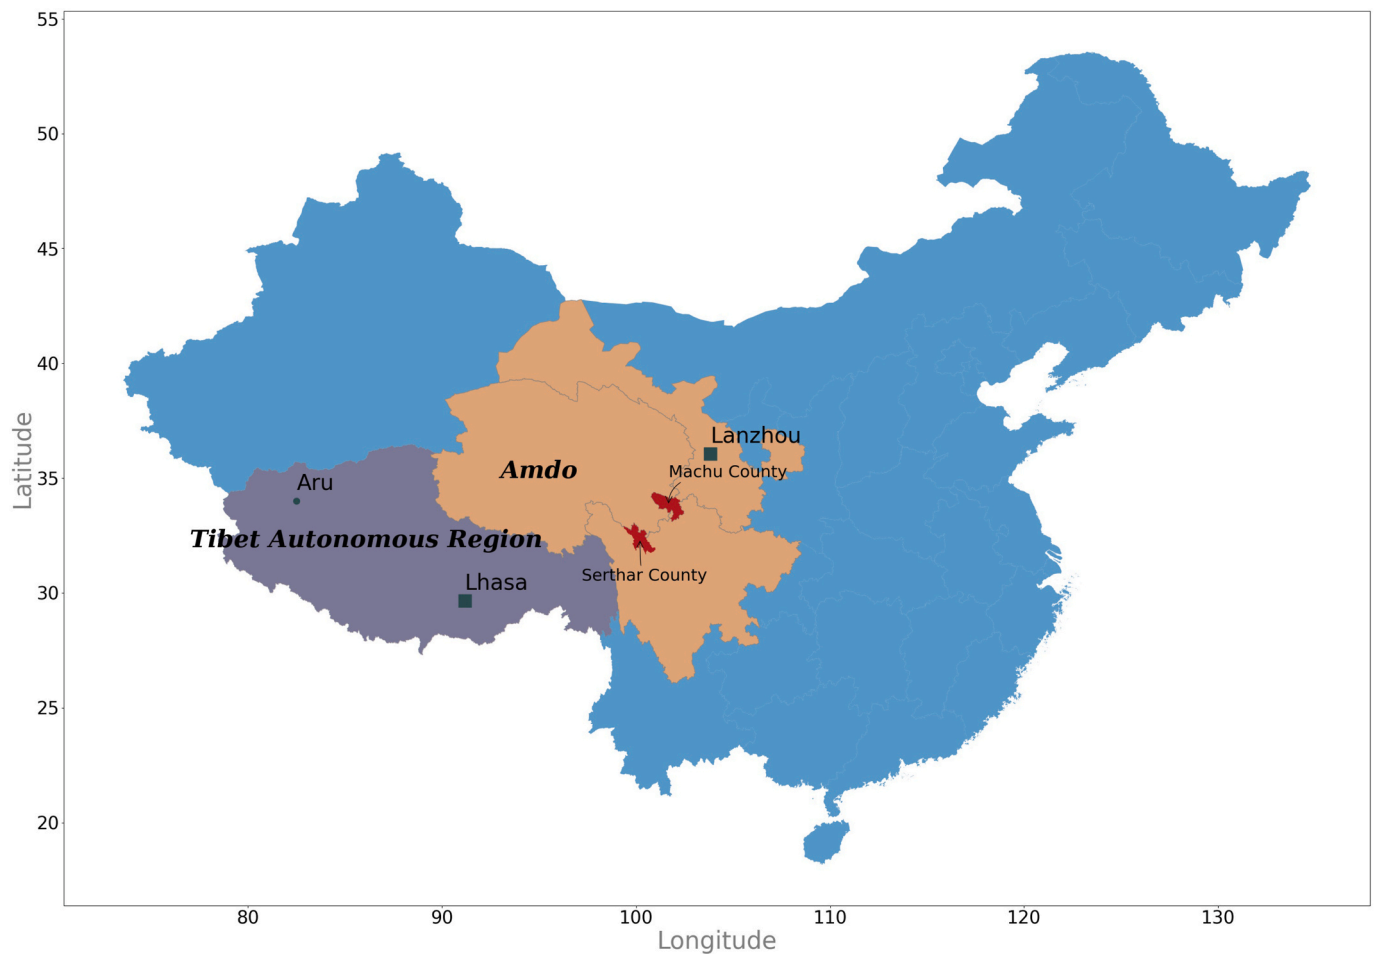 55
50
45
40
35
30
25
20
Latitude
Lanzhou
Machu County
Amdo
Aru
Tibet Autonomous Region
Serthar County
Lhasa
80 90 100 110 120 130
Longitude